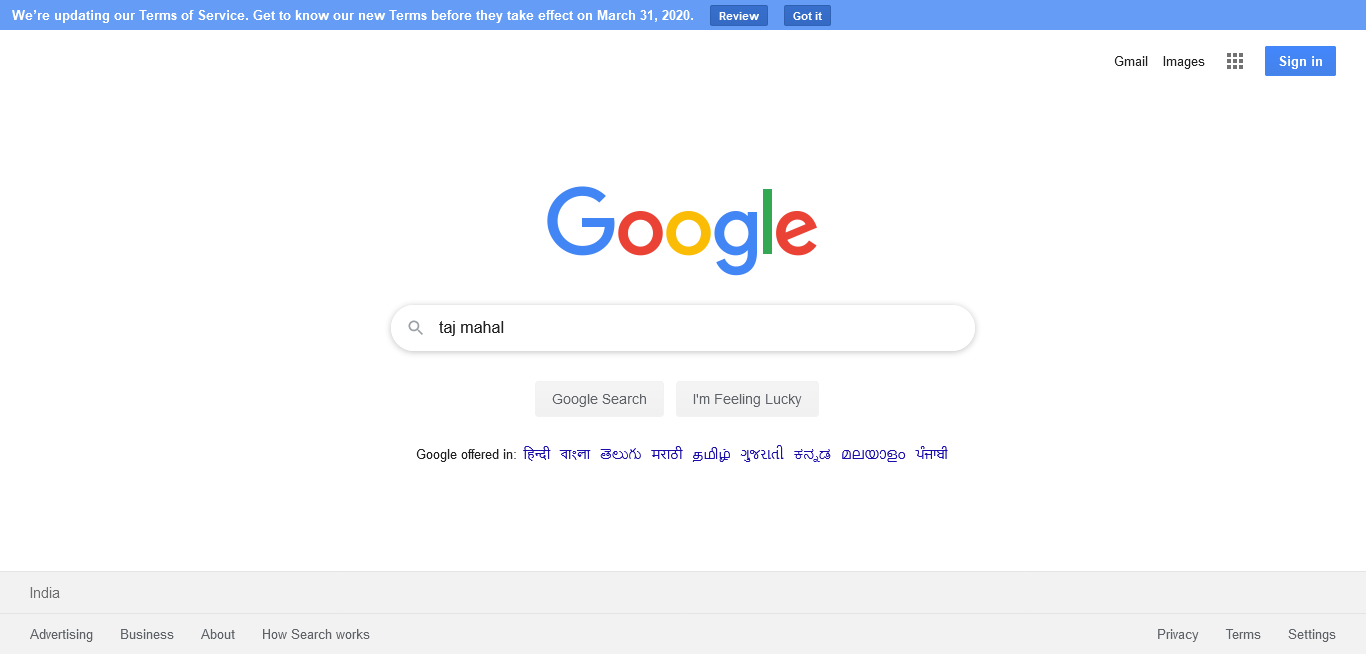 We're updating our Terms of Service. Get to know our new Terms before they take effect on March 31, 2020. Review Got it
Gmail Images Sign in
Google
taj mahal
Google Search I'm Feeling Lucky
Google offered in: हिन्दी বাংলা తెలుగు मराठी தமிழ் ગુજરાતી ಕನ್ನಡ മലയാളം ਪੰਜਾਬੀ
India
Advertising Business About How Search works Privacy Terms Settings